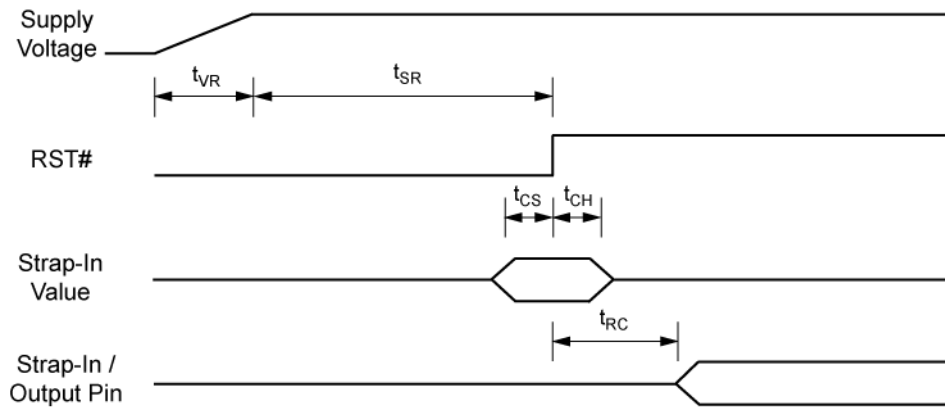 Supply
Voltage
tVR
tSR
RST#
tCS
tCH
Strap-In
Value
tRC
Strap-In /
Output Pin